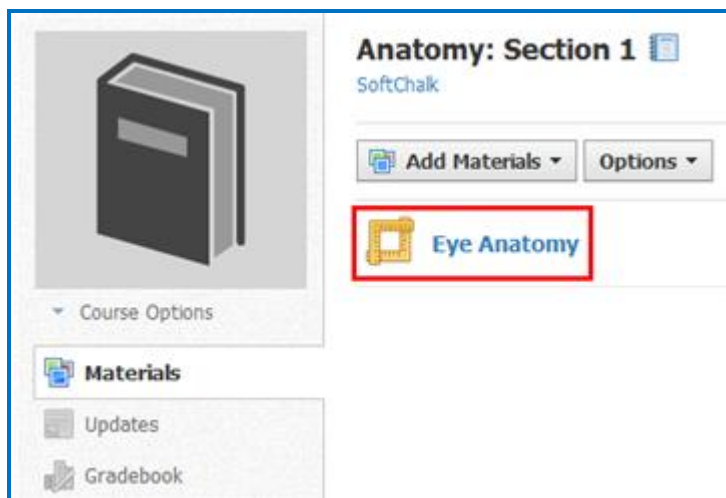 Anatomy: Section 1
SoftChalk
Add Materials Options
Eye Anatomy
Course Options
Materials
Updates
Gradebook